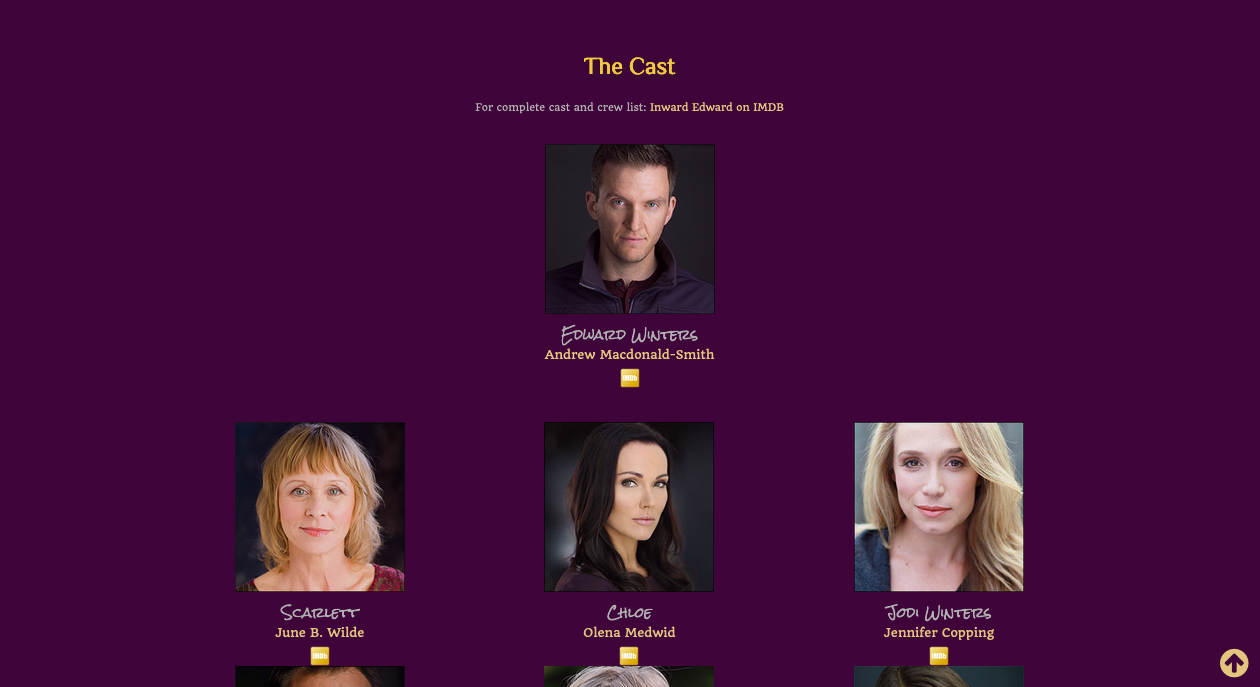 The Cast
For complete cast and crew list: Inward Edward on IMDB
Edward Winters
Andrew Macdonald-Smith
IMDb
Scarlett
June B. Wilde
IMDb
Chloe
Olena Medwid
IMDb
Jodi Winters
Jennifer Copping
IMDb